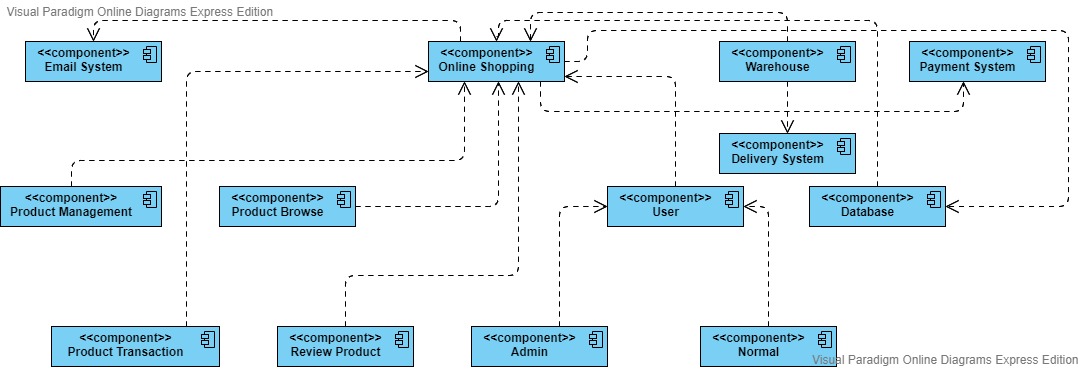 Visual Paradigm Online Diagrams Express Edition
<<component>>
Email System
<<component>>
Online Shopping
<<component>>
Warehouse
<<component>>
Payment System
<<component>>
Delivery System
<<component>>
Product Management
<<component>>
Product Browse
<<component>>
User
<<component>>
Database
<<component>>
Product Transaction
<<component>>
Review Product
<<component>>
Admin
<<component>>
Normal
Visual Paradigm Online Diagrams Express Edition